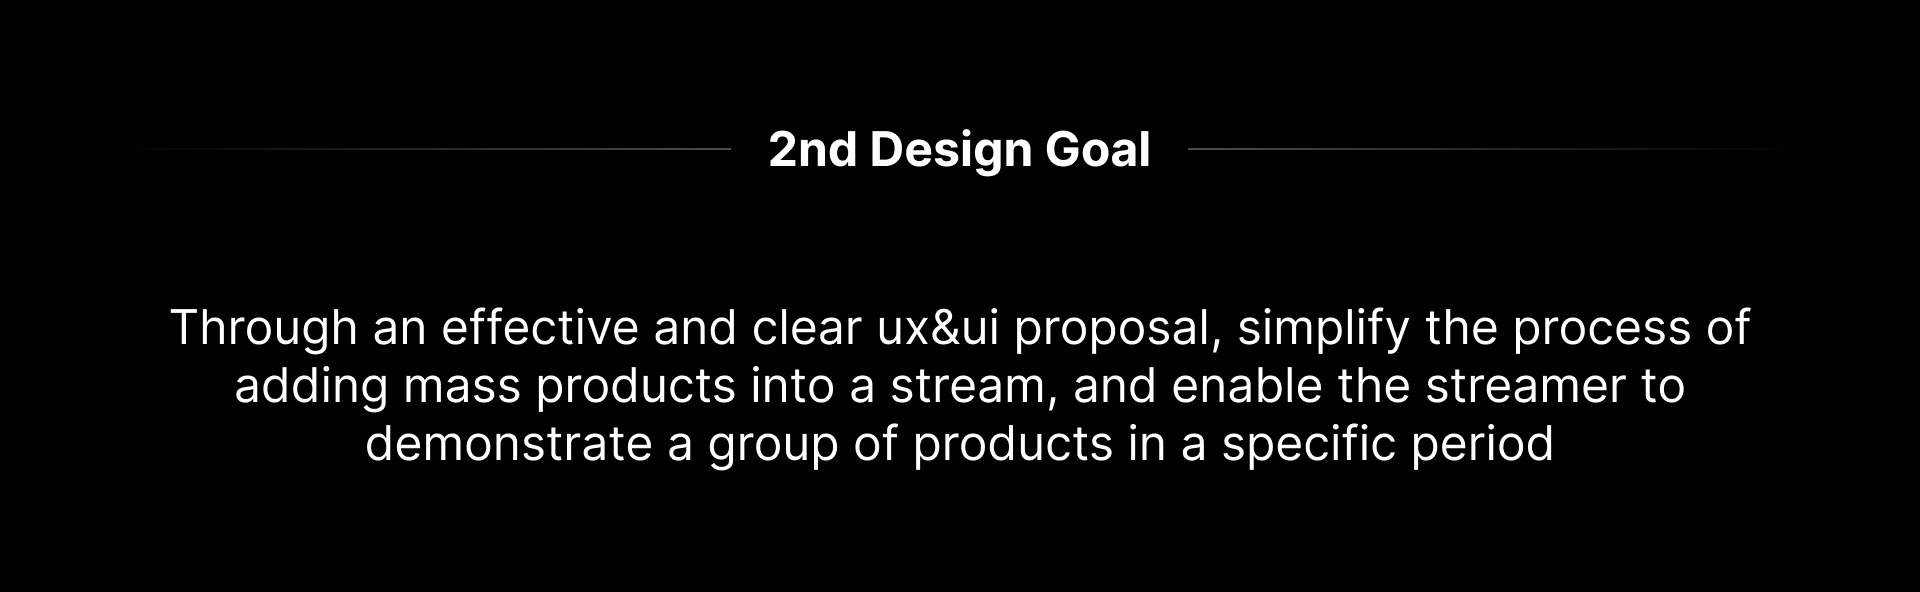 2nd Design Goal
Through an effective and clear ux&ui proposal, simplify the process of
adding mass products into a stream, and enable the streamer to
demonstrate a group of products in a specific period